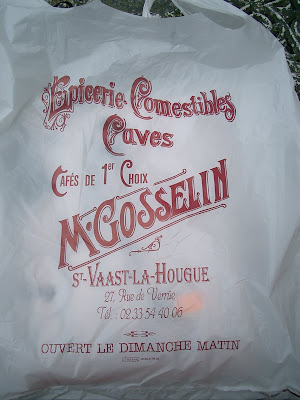 Epicerie Comestibles
Caves
CAFÉS DE 1er CHOIX
M. GOSSELIN
ST-VAAST-LA-HOUGUE
27, Rue de Verrüe
Tél. : 02 33 54 40 06
OUVERT LE DIMANCHE MATIN